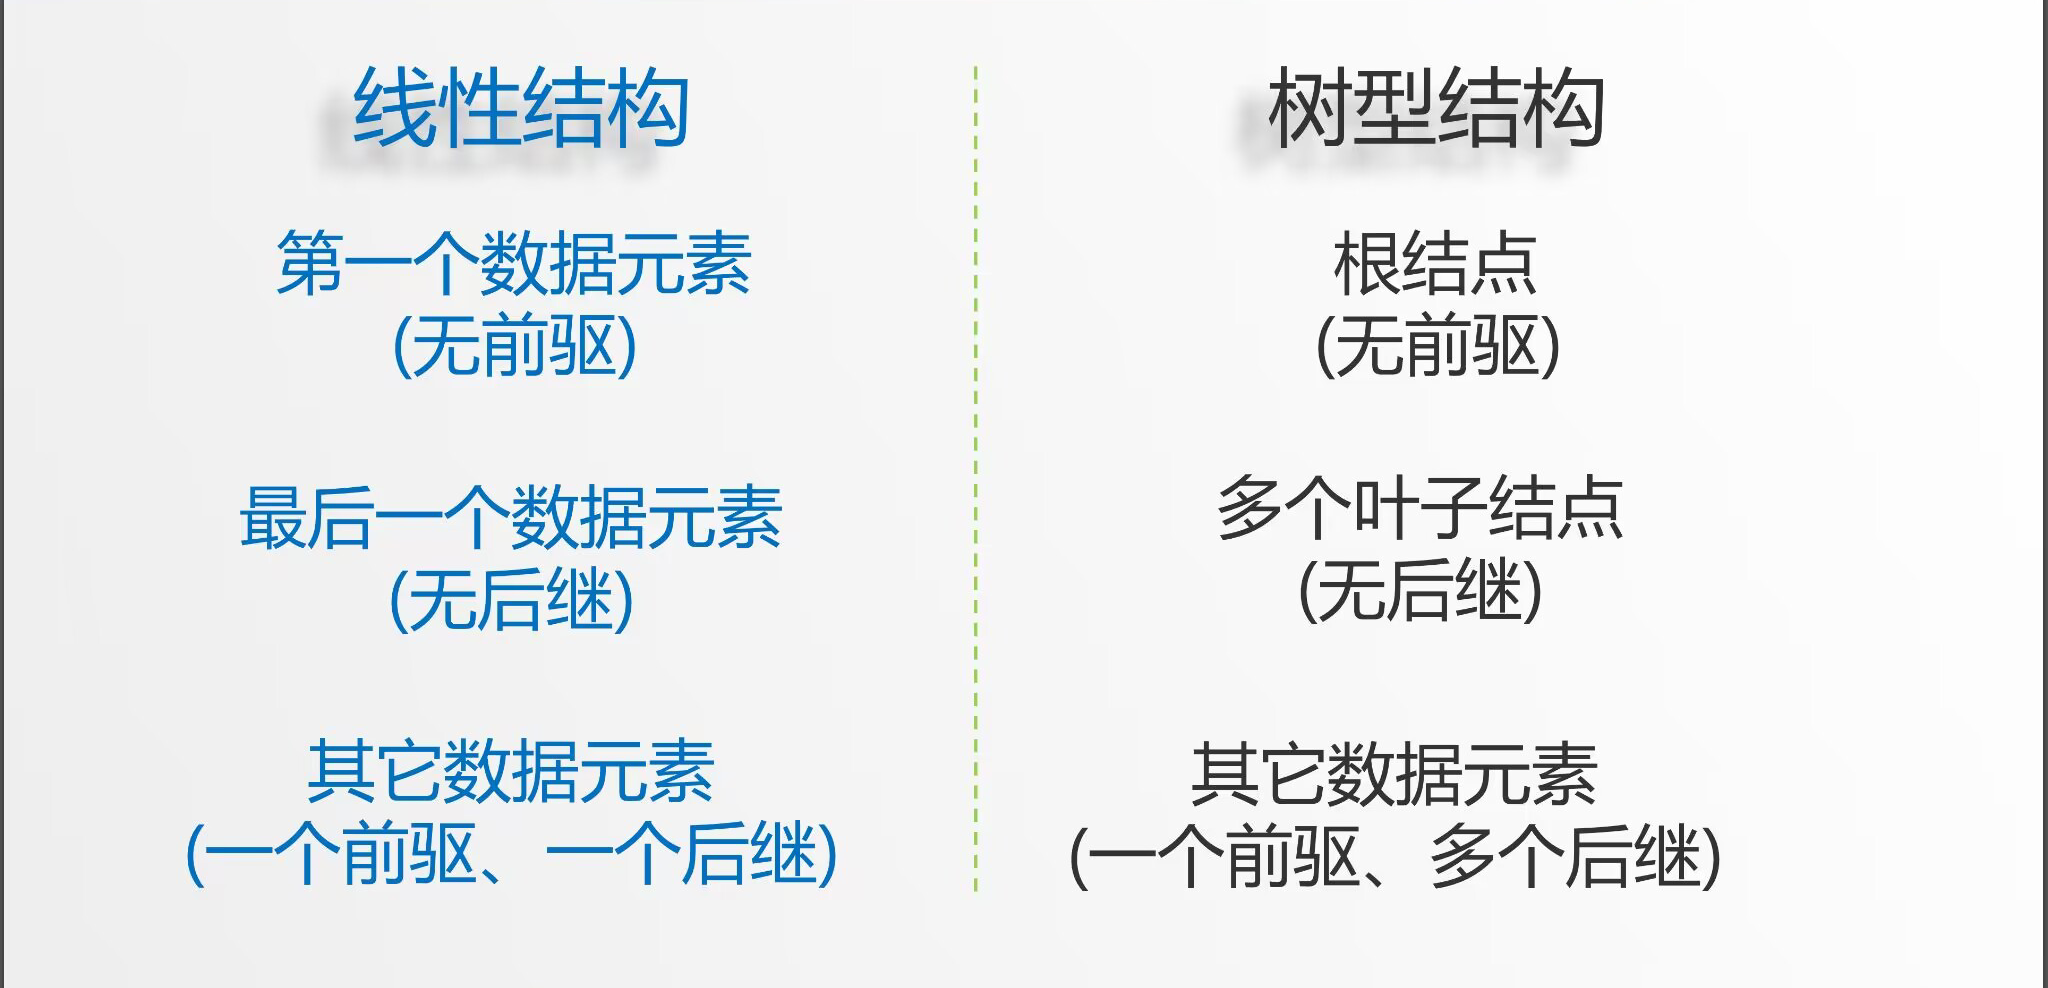 线性结构
第一个数据元素
(无前驱)
最后一个数据元素
(无后继)
其它数据元素
(一个前驱、一个后继)
树型结构
根结点
(无前驱)
多个叶子结点
(无后继)
其它数据元素
(一个前驱、多个后继)